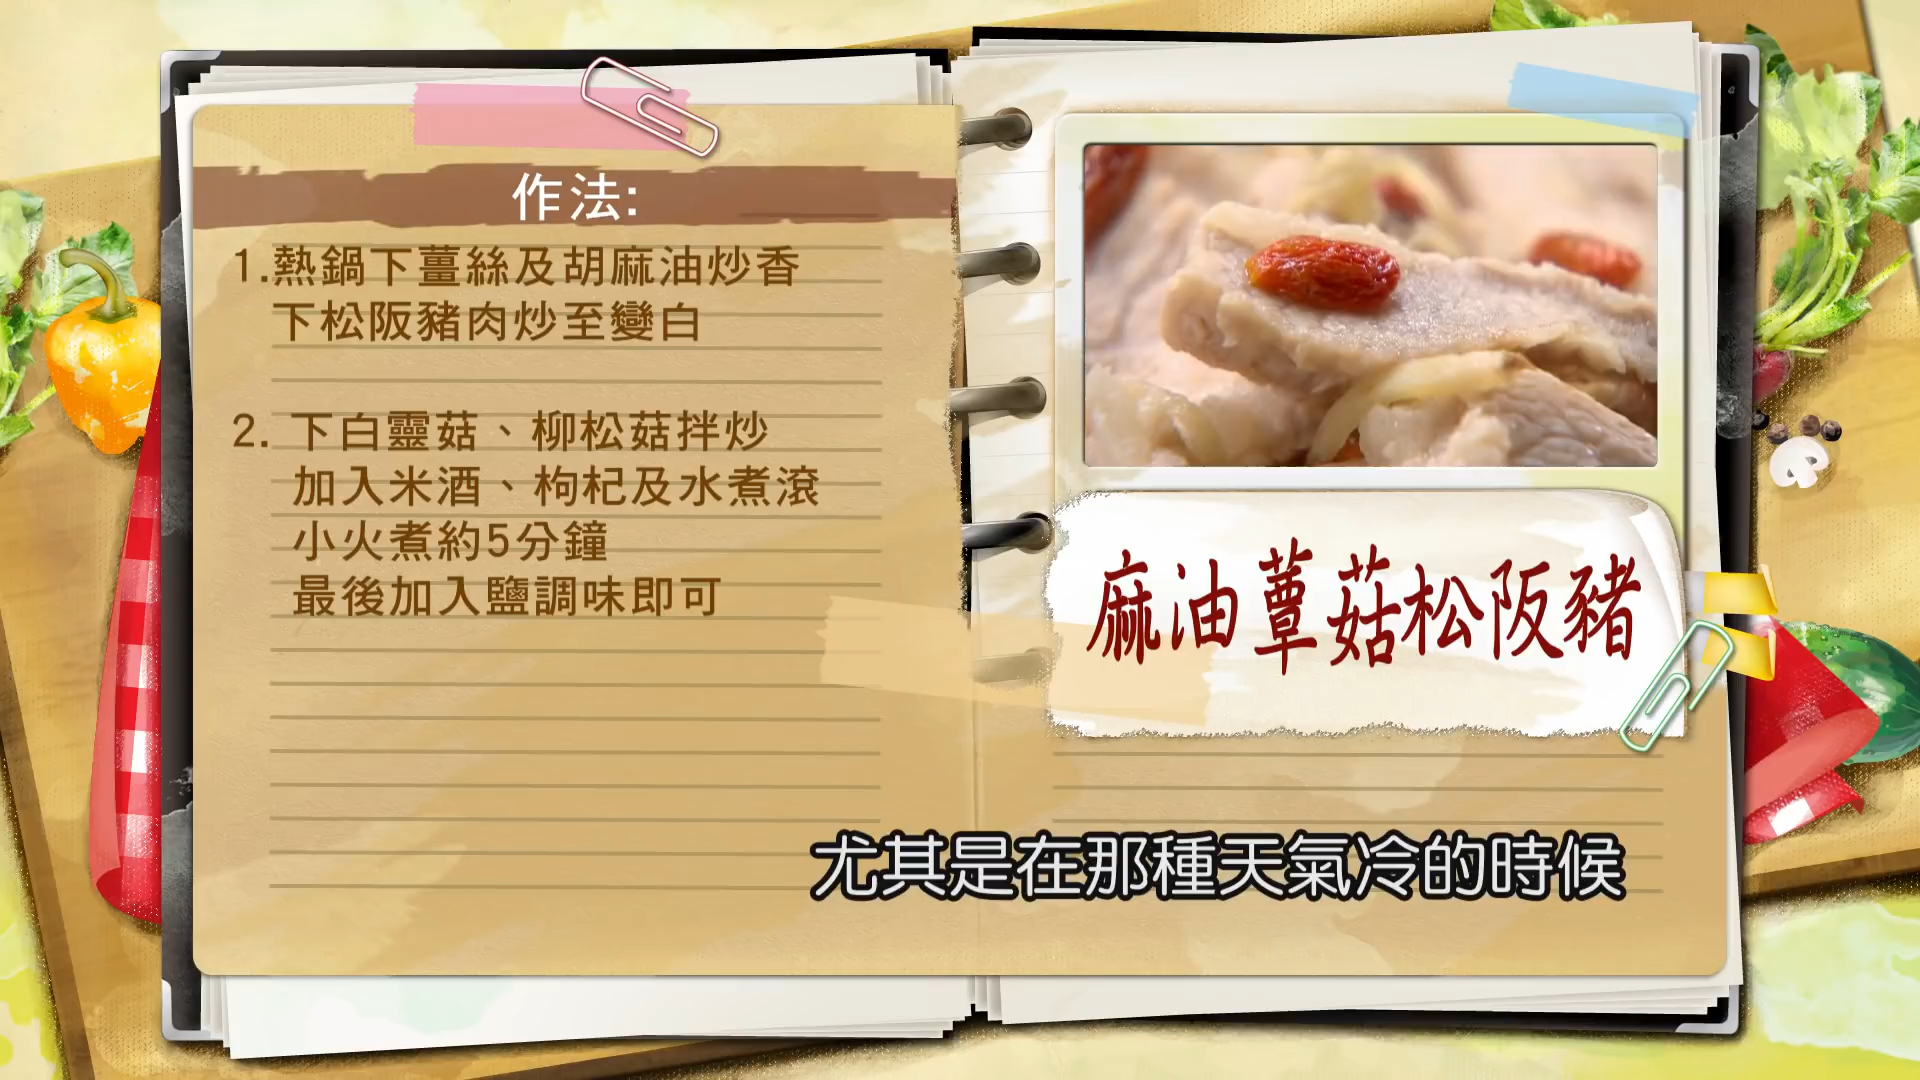 作法:
1.熱鍋下薑絲及胡麻油炒香
下松阪豬肉炒至變白
2. 下白靈菇、柳松菇拌炒
加入米酒、枸杞及水煮滾
小火煮約5分鐘
最後加入鹽調味即可
麻油蕈菇松阪豬
尤其是在那種天氣冷的時候